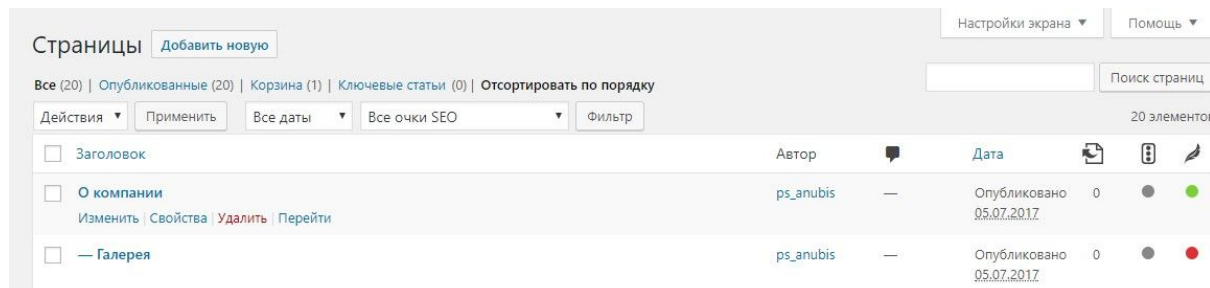 Настройки экрана ▼ Помощь ▼
Страницы Добавить новую
Все (20) | Опубликованные (20) | Корзина (1) | Ключевые статьи (0) | Отсортировать по порядку
Поиск страниц
Действия ▼ Применить Все даты ▼ Все очки SEO ▼ Фильтр 20 элементов
Заголовок Автор Дата
О компании ps_anubis — Опубликовано 0
Изменить | Свойства | Удалить | Перейти 05.07.2017
— Галерея ps_anubis — Опубликовано 0
05.07.2017